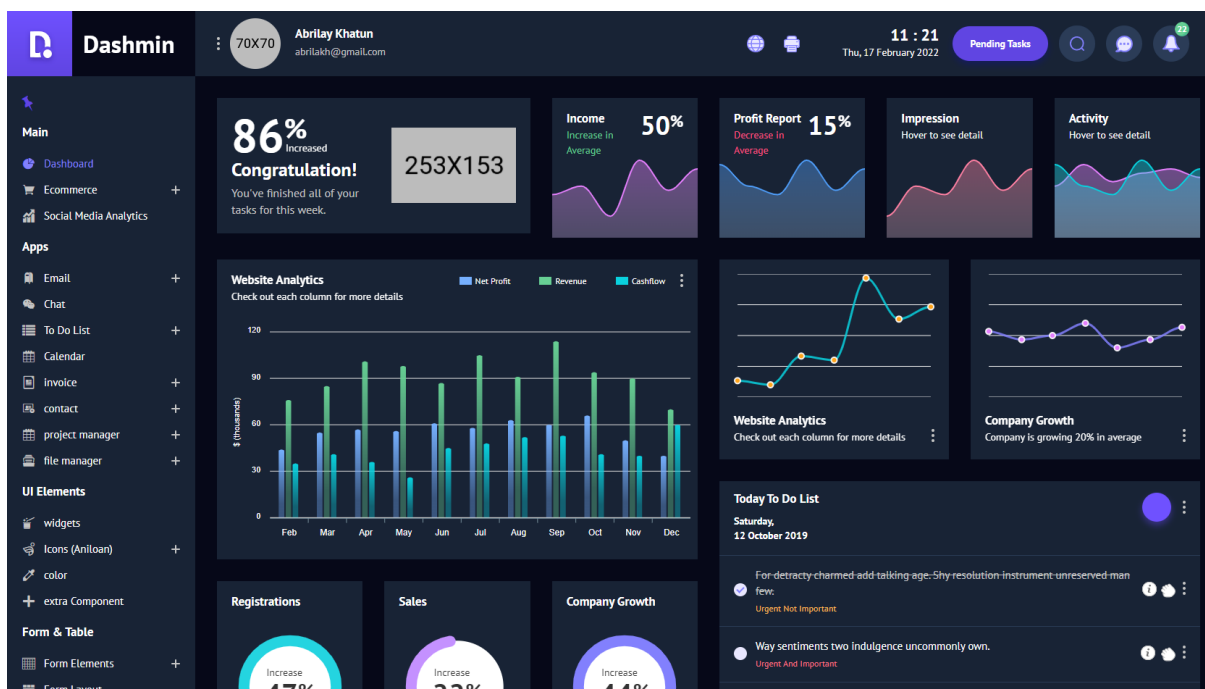 Dashmin
70X70
Abrilay Khatun
abrilakh@gmail.com
11 : 21
Thu, 17 February 2022
Pending Tasks
22
Main
Dashboard
Ecommerce +
Social Media Analytics
Apps
Email +
Chat
To Do List +
Calendar
invoice +
contact +
project manager +
file manager +
UI Elements
widgets
Icons (Aniloan) +
color
extra Component
Form & Table
Form Elements +
Form Layout
86%
Increased
Congratulation!
You've finished all of your
tasks for this week.
253X153
Income
Increase in
Average
50%
Profit Report
Decrease in
Average
15%
Impression
Hover to see detail
Activity
Hover to see detail
Website Analytics
Check out each column for more details
Net Profit Revenue Cashflow
120
90
60
30
0
$ (thousands)
Feb Mar Apr May Jun Jul Aug Sep Oct Nov Dec
Website Analytics
Check out each column for more details
Company Growth
Company is growing 20% in average
Today To Do List
Saturday,
12 October 2019
For detracty charmed add talking age. Shy resolution instrument unreserved man
few.
Urgent Not Important
Way sentiments two indulgence uncommonly own.
Urgent And Important
Registrations
Increase
47%
Sales
Increase
Company Growth
Increase
44%